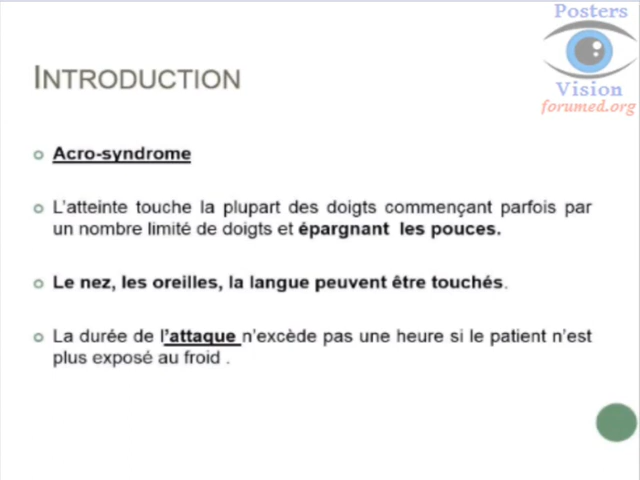 Posters
Vision
forumed.org
INTRODUCTION
Acro-syndrome
L'atteinte touche la plupart des doigts commençant parfois par
un nombre limité de doigts et épargnant les pouces.
Le nez, les oreilles, la langue peuvent être touchés.
La durée de l'attaque n'excède pas une heure si le patient n'est
plus exposé au froid .